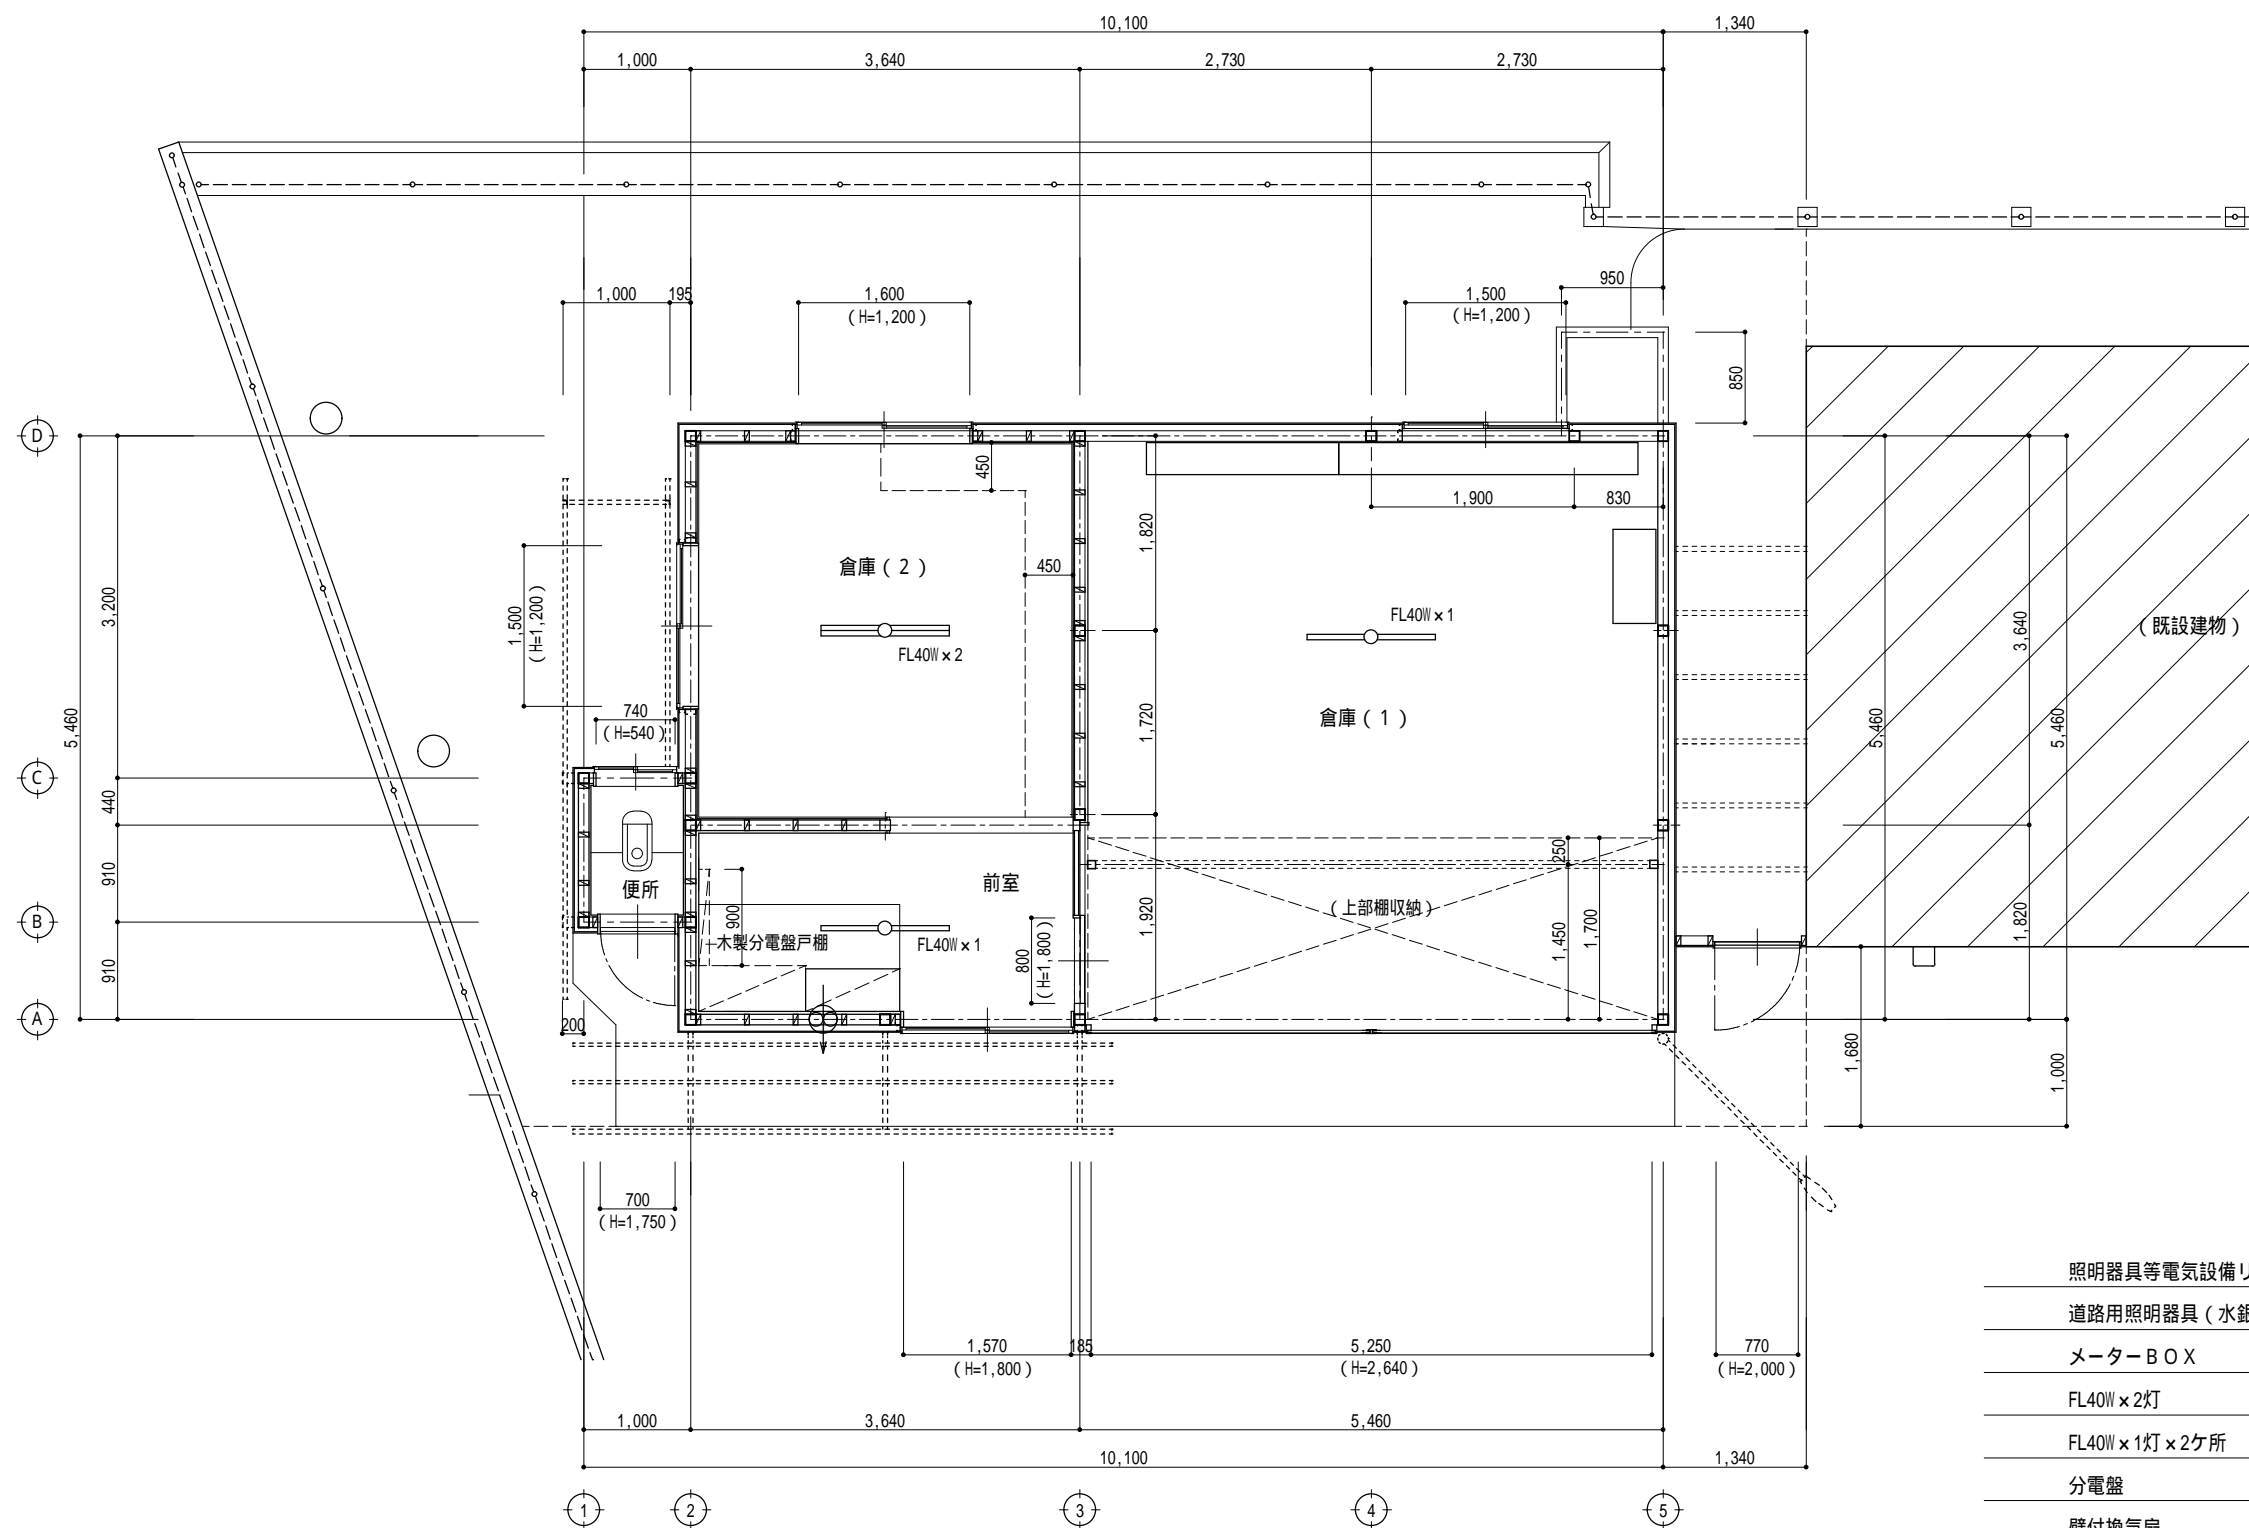 10,100
1,340
1,000
3,640
2,730
2,730
950
1,000
195
1,600
(H=1,200)
1,500
(H=1,200)
850
D
450
1,900
830
1,820
倉庫(2)
450
3,200
1,500
(H=1,200)
FL40W×1
3,640
(既設建物)
FL40W×2
倉庫(1)
740
(H=540)
5,460
1,720
5,460
5,460
C
440
250
910
便所
前室
900
1,920
(上部棚収納)
1,450
1,700
1,820
B
木製分電盤戸棚
FL40W×1
800
(H=1,800)
910
A
200
1,680
1,000
700
(H=1,750)
照明器具等電気設備リ
道路用照明器具(水銀
1,570
(H=1,800)
185
5,250
(H=2,640)
770
(H=2,000)
メーターBOX
FL40W×2灯
1,000
3,640
5,460
FL40W×1灯×2ケ所
10,100
1,340
分電盤
1
2
3
4
5
壁付換気扇